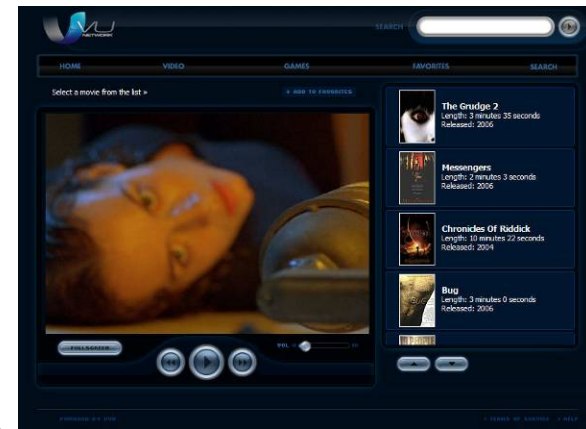 VU
NETWORK
SEARCH
HOME VIDEO GAMES FAVORITES SEARCH
Select a movie from the list »
+ ADD TO FAVORITES
The Grudge 2
Length: 3 minutes 35 seconds
Released: 2006
Messengers
Length: 2 minutes 3 seconds
Released: 2006
Chronicles Of Riddick
Length: 10 minutes 22 seconds
Released: 2004
Bug
Length: 3 minutes 0 seconds
Released: 2006
FULLSCREEN
VOL